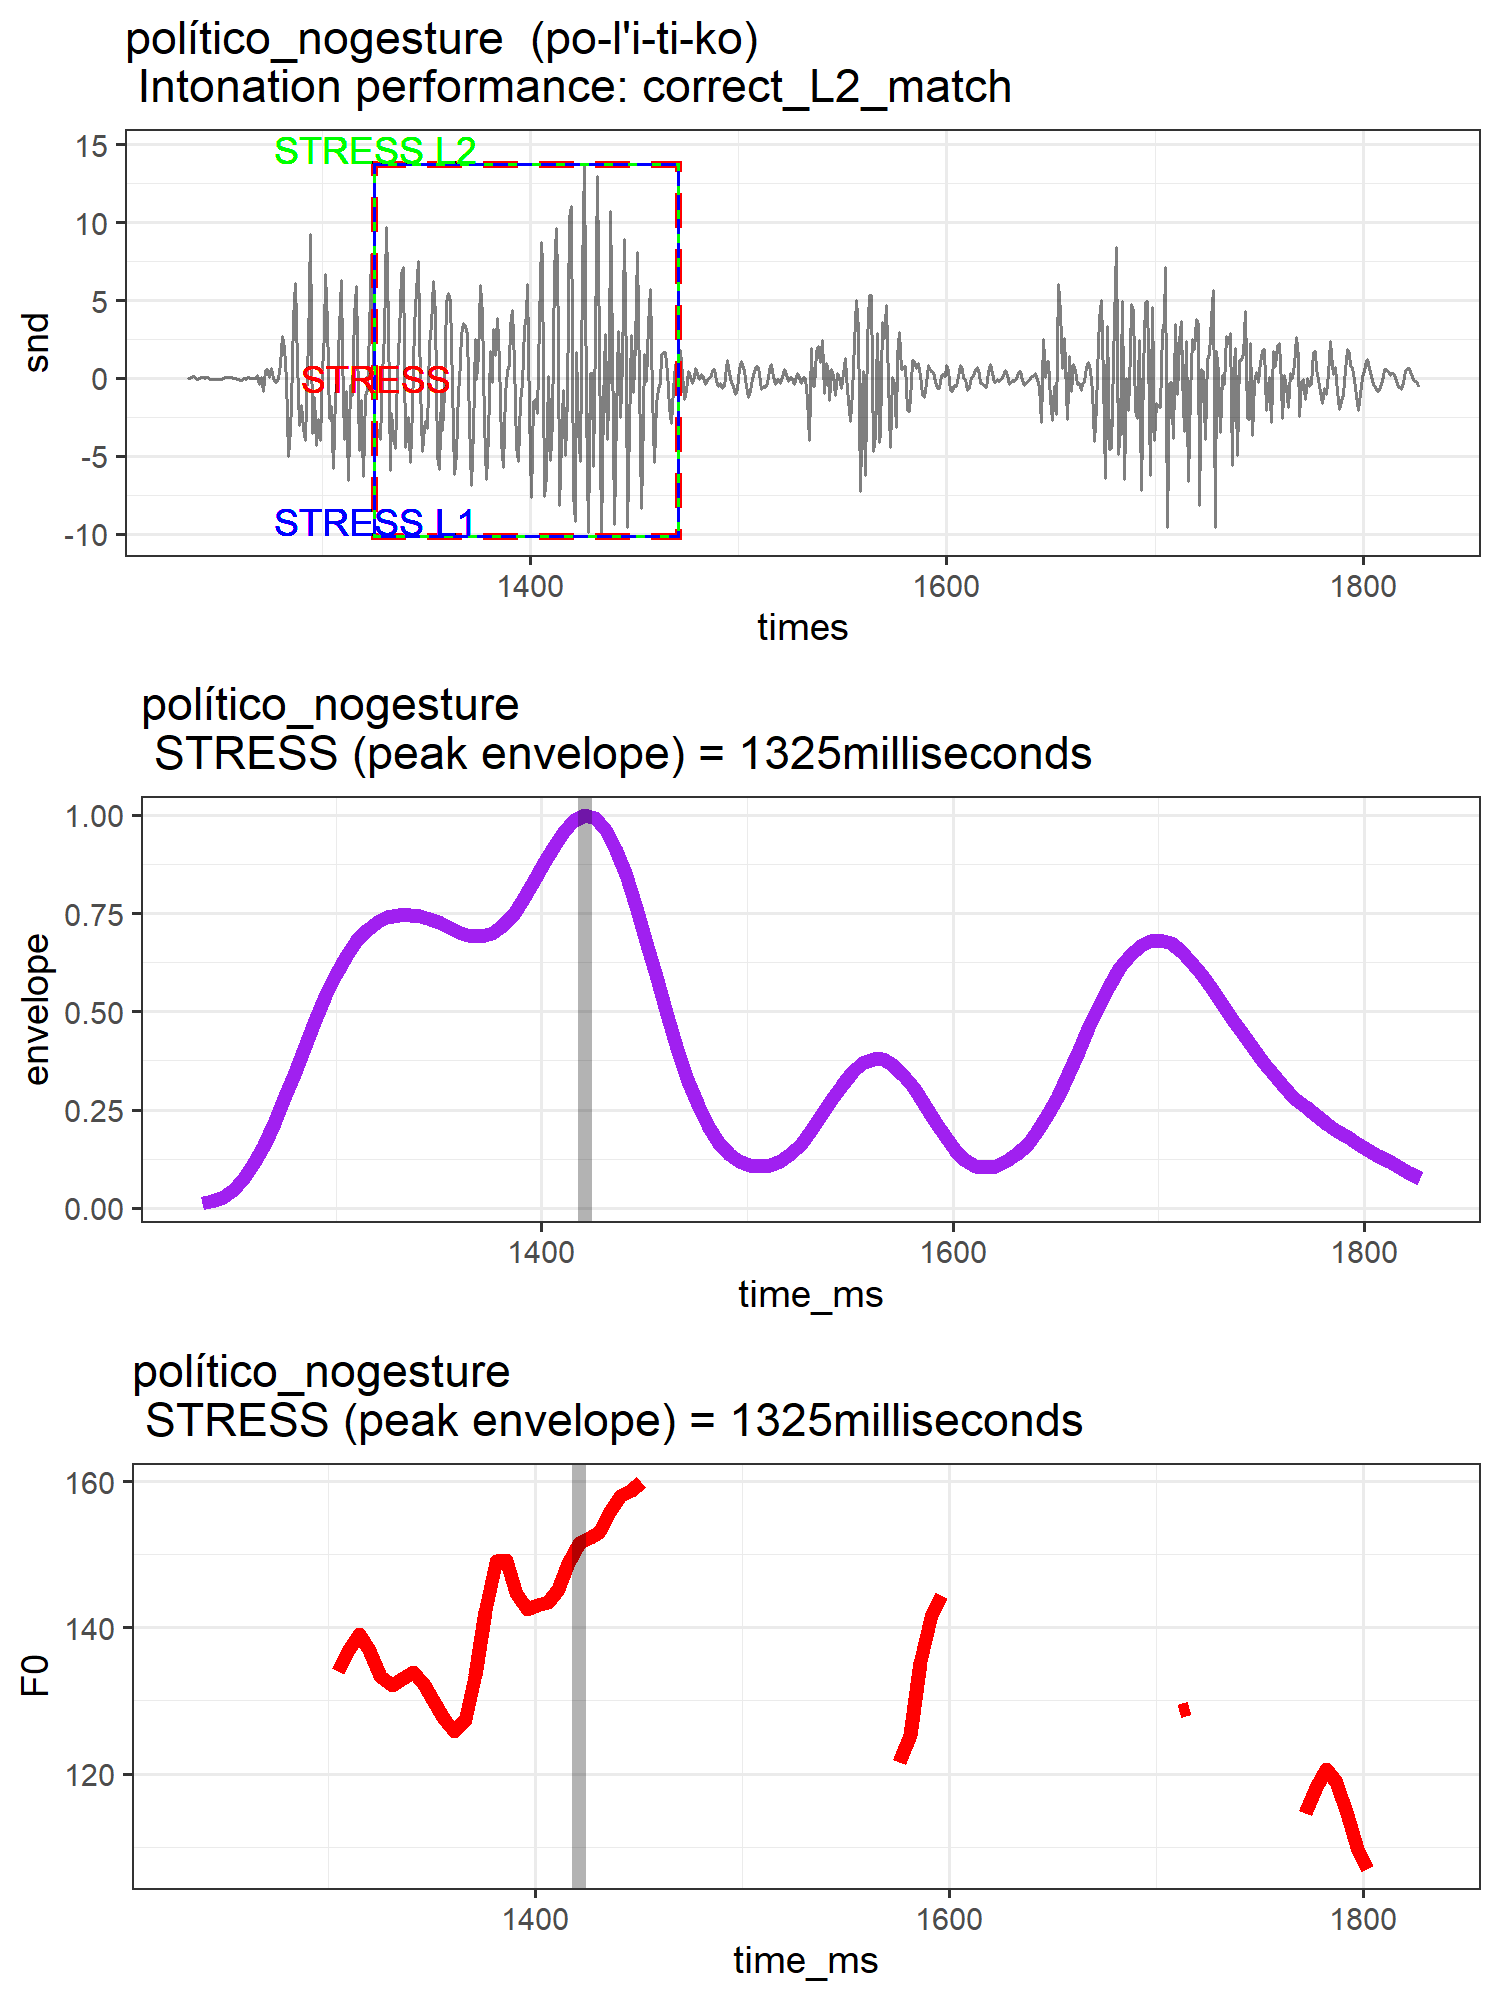 político_nogesture  (po-l'i-ti-ko)
Intonation performance: correct_L2_match
15
10
5
0
-5
-10
snd
STRESS L2
STRESS
STRESS L1
1400
1600
1800
times
político_nogesture
STRESS (peak envelope) = 1325milliseconds
1.00
0.75
0.50
0.25
0.00
envelope
1400
1600
1800
time_ms
político_nogesture
STRESS (peak envelope) = 1325milliseconds
160
140
120
F0
1400
1600
1800
time_ms